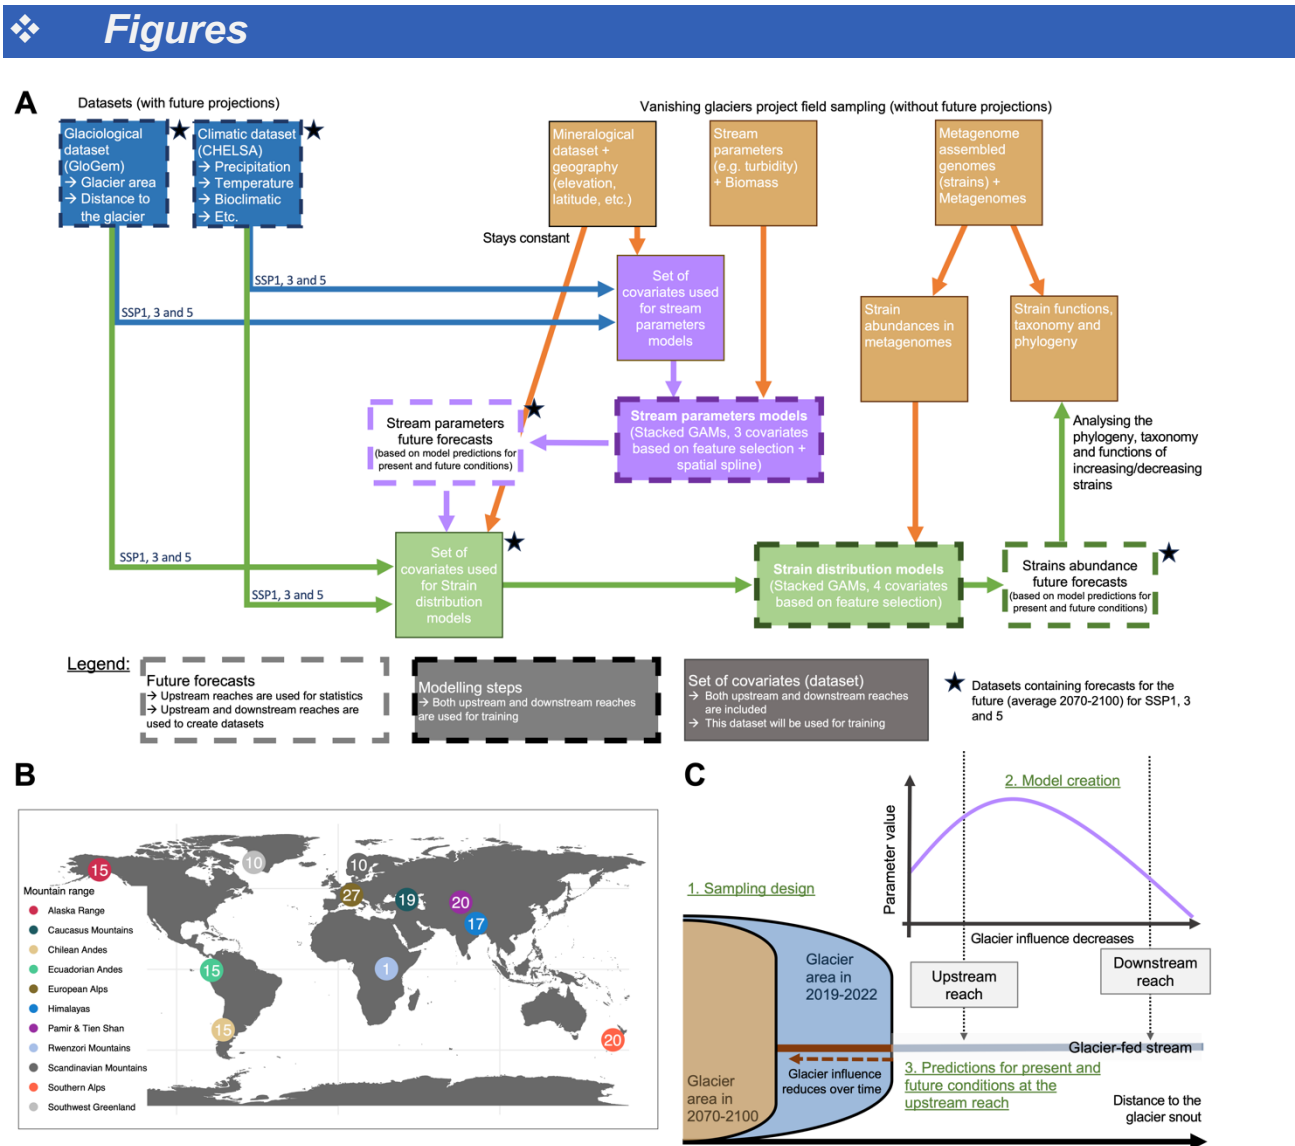 ❖ Figures
A
Datasets (with future projections)
Vanishing glaciers project field sampling (without future projections)
Glaciological
dataset
(GloGem)
→ Glacier area
→ Distance to
the glacier
Climatic dataset
(CHELSA)
→ Precipitation
→ Temperature
→ Bioclimatic
→ Etc.
Mineralogical
dataset +
geography
(elevation,
latitude, etc.)
Stream
parameters
(e.g. turbidity)
+ Biomass
Metagenome
assembled
genomes
(strains) +
Metagenomes
Stays constant
SSP1, 3 and 5
SSP1, 3 and 5
Set of
covariates used
for stream
parameters
models
Strain
abundances in
metagenomes
Strain functions,
taxonomy and
phylogeny
Stream parameters
future forecasts
(based on model predictions for
present and future conditions)
Stream parameters models
(Stacked GAMs, 3 covariates
based on feature selection +
spatial spline)
Analysing the
phylogeny, taxonomy
and functions of
increasing/decreasing
strains
SSP1, 3 and 5
SSP1, 3 and 5
Set of
covariates used
for Strain
distribution
models
Strain distribution models
(Stacked GAMs, 4 covariates
based on feature selection)
Strains abundance
future forecasts
(based on model predictions for
present and future conditions)
Legend:
Future forecasts
→ Upstream reaches are used for statistics
→ Upstream and downstream reaches are
used to create datasets
Modelling steps
→ Both upstream and downstream reaches
are used for training
Set of covariates (dataset)
→ Both upstream and downstream reaches
are included
→ This dataset will be used for training
Datasets containing forecasts for the
future (average 2070-2100) for SSP1, 3
and 5
B
15
10
10
27
19
20
17
15
1
15
20
Mountain range
Alaska Range
Caucasus Mountains
Chilean Andes
Ecuadorian Andes
European Alps
Himalayas
Pamir & Tien Shan
Rwenzori Mountains
Scandinavian Mountains
Southern Alps
Southwest Greenland
C
2. Model creation
Parameter value
Glacier influence decreases
1. Sampling design
Upstream
reach
Downstream
reach
Glacier
area in
2019-2022
Glacier-fed stream
Glacier influence
reduces over time
3. Predictions for present and
future conditions at the
upstream reach
Glacier
area in
2070-2100
Distance to the
glacier snout